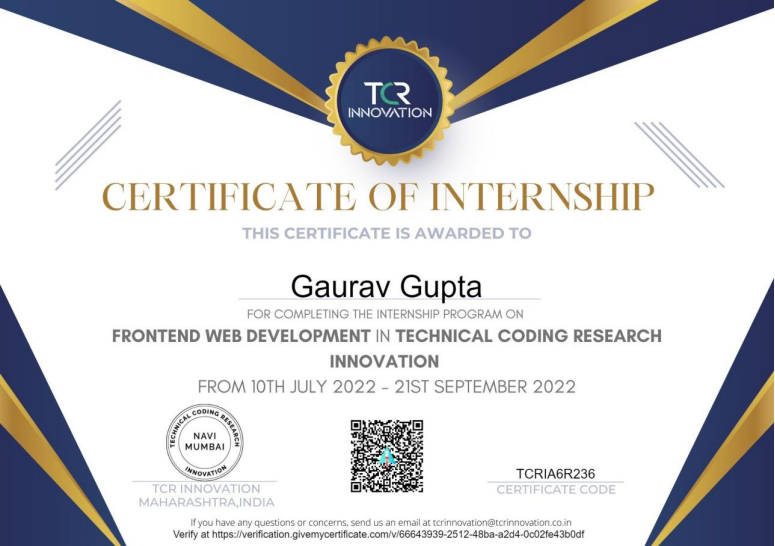 TCR
INNOVATION
CERTIFICATE OF INTERNSHIP
THIS CERTIFICATE IS AWARDED TO
Gaurav Gupta
FOR COMPLETING THE INTERNSHIP PROGRAM ON
FRONTEND WEB DEVELOPMENT IN TECHNICAL CODING RESEARCH
INNOVATION
FROM 10TH JULY 2022 - 21ST SEPTEMBER 2022
TECHNICAL CODING RESEARCH
NAVI
MUMBAI
INNOVATION
TCR INNOVATION
MAHARASHTRA,INDIA
TCRIA6R236
CERTIFICATE CODE
If you have any questions or concerns, send us an email at tcrinnovation@tcrinnovation.co.in
Verify at https://verification.givemycertificate.com/v/66643939-2512-48ba-a2d4-0c02fe43b0df